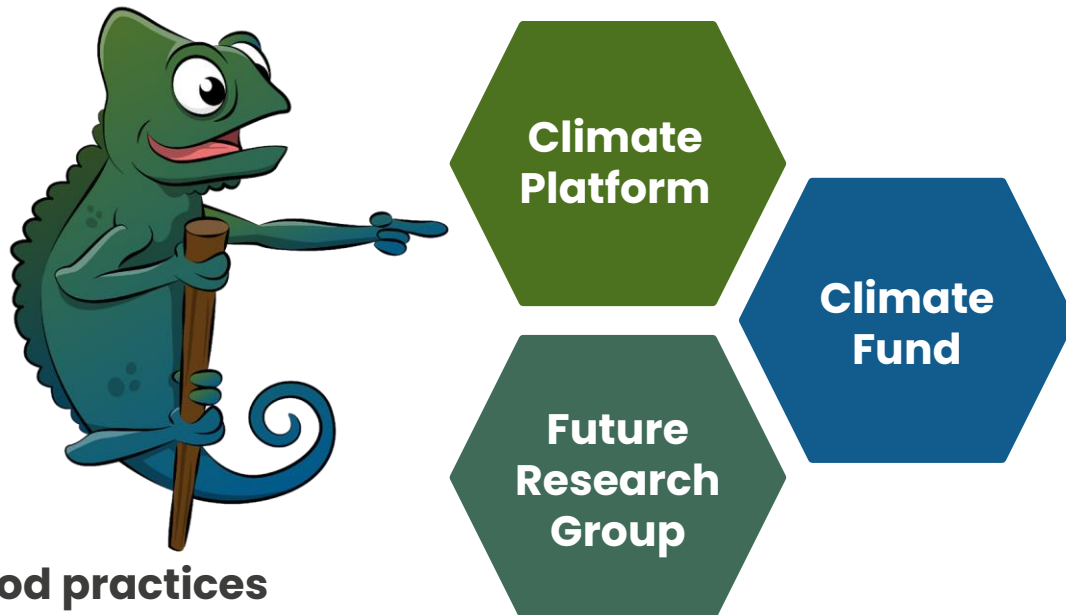 Climate
Platform
Climate
Fund
Future
Research
Group
od practices